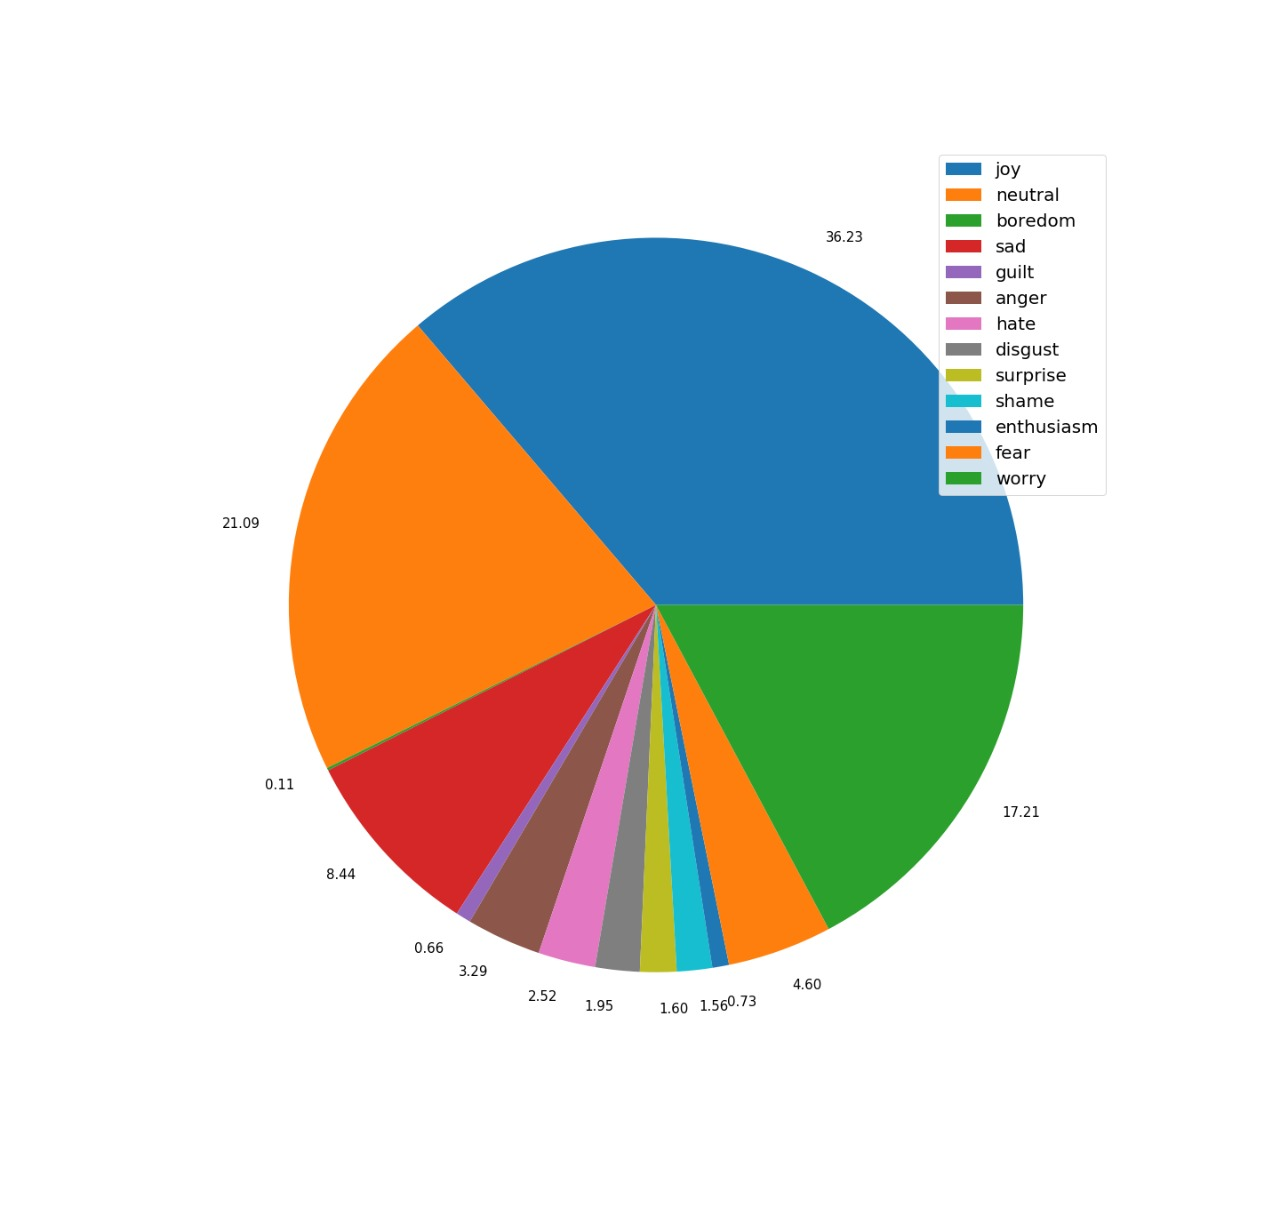 36.23
joy
neutral
boredom
sad
guilt
anger
hate
disgust
surprise
shame
enthusiasm
fear
worry
21.09
0.11
8.44
0.66
3.29
2.52
1.95
1.60
1.56
0.73
4.60
17.21